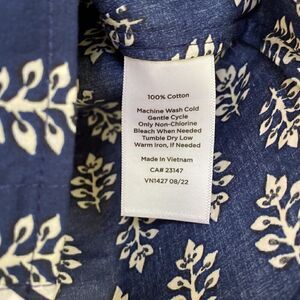 100% Cotton
Machine Wash Cold
Gentle Cycle
Only Non-Chlorine
Bleach When Needed
Tumble Dry Low
Warm Iron, If Needed
Made In Vietnam
CA# 23147
VN1427 08/22